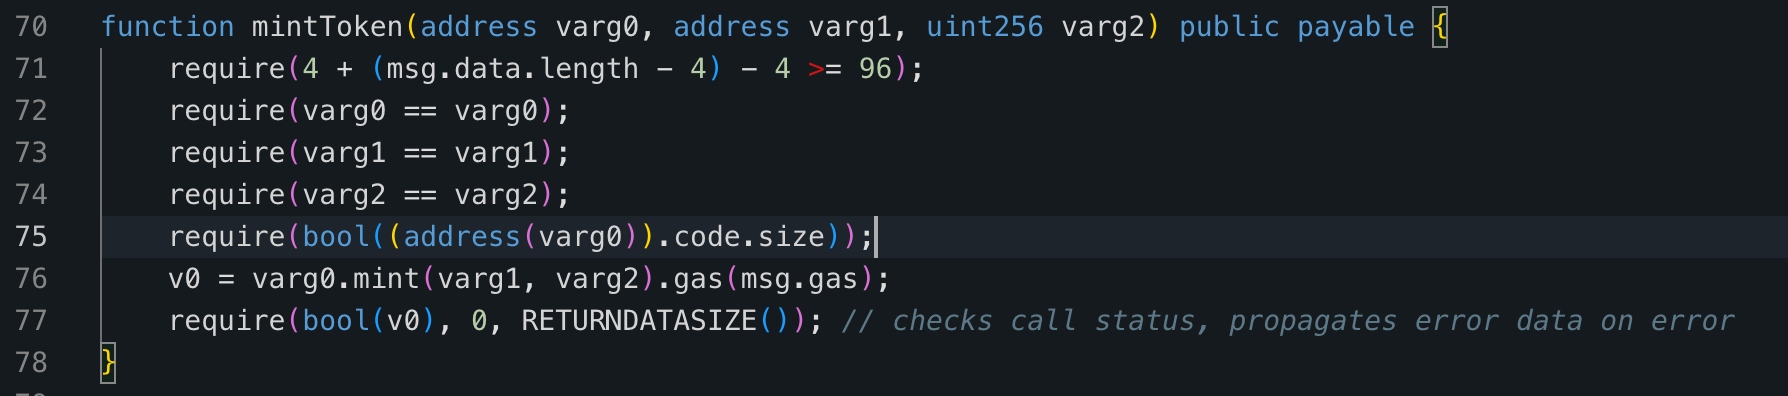 70 function mintToken(address varg0, address varg1, uint256 varg2) public payable {
71 require(4 + (msg.data.length - 4) - 4 >= 96);
72 require(varg0 == varg0);
73 require(varg1 == varg1);
74 require(varg2 == varg2);
75 require(bool((address(varg0)).code.size));
76 v0 = varg0.mint(varg1, varg2).gas(msg.gas);
77 require(bool(v0), 0, RETURNDATASIZE()); // checks call status, propagates error data on error
78 }